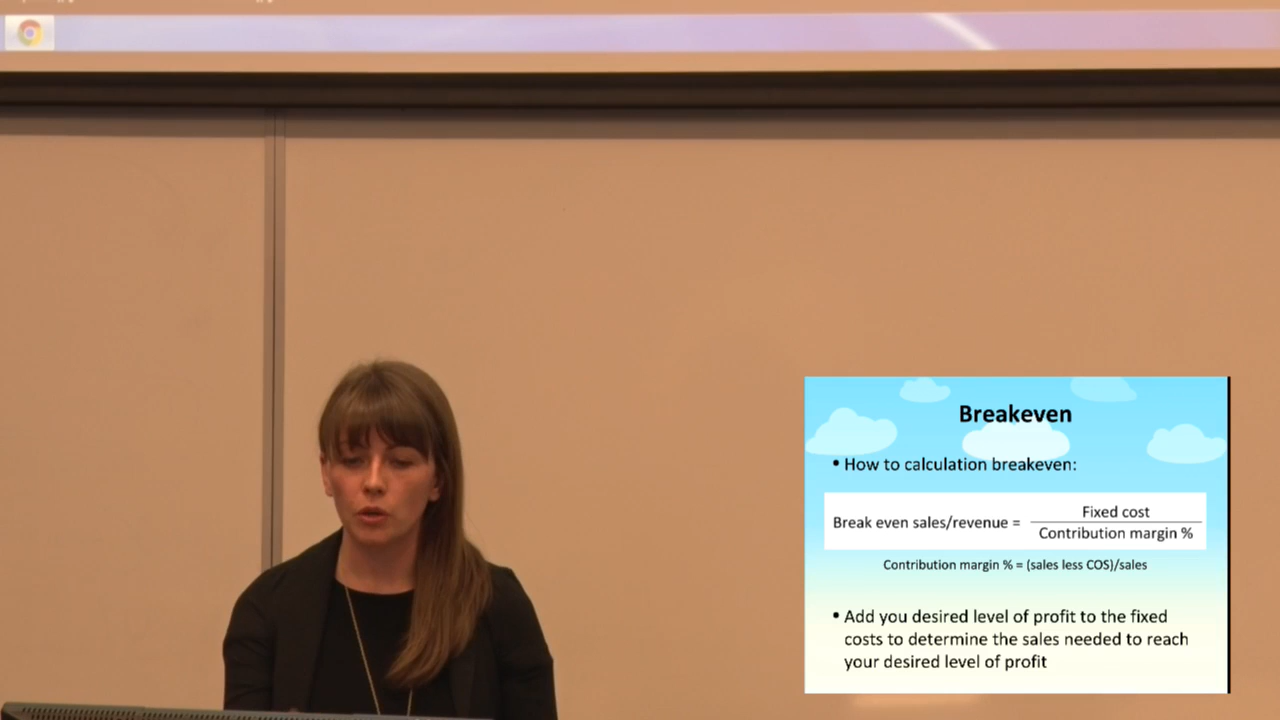 Breakeven
• How to calculation breakeven:
Break even sales/revenue = Fixed cost
Contribution margin %
Contribution margin % = (sales less COS)/sales
• Add you desired level of profit to the fixed
costs to determine the sales needed to reach
your desired level of profit